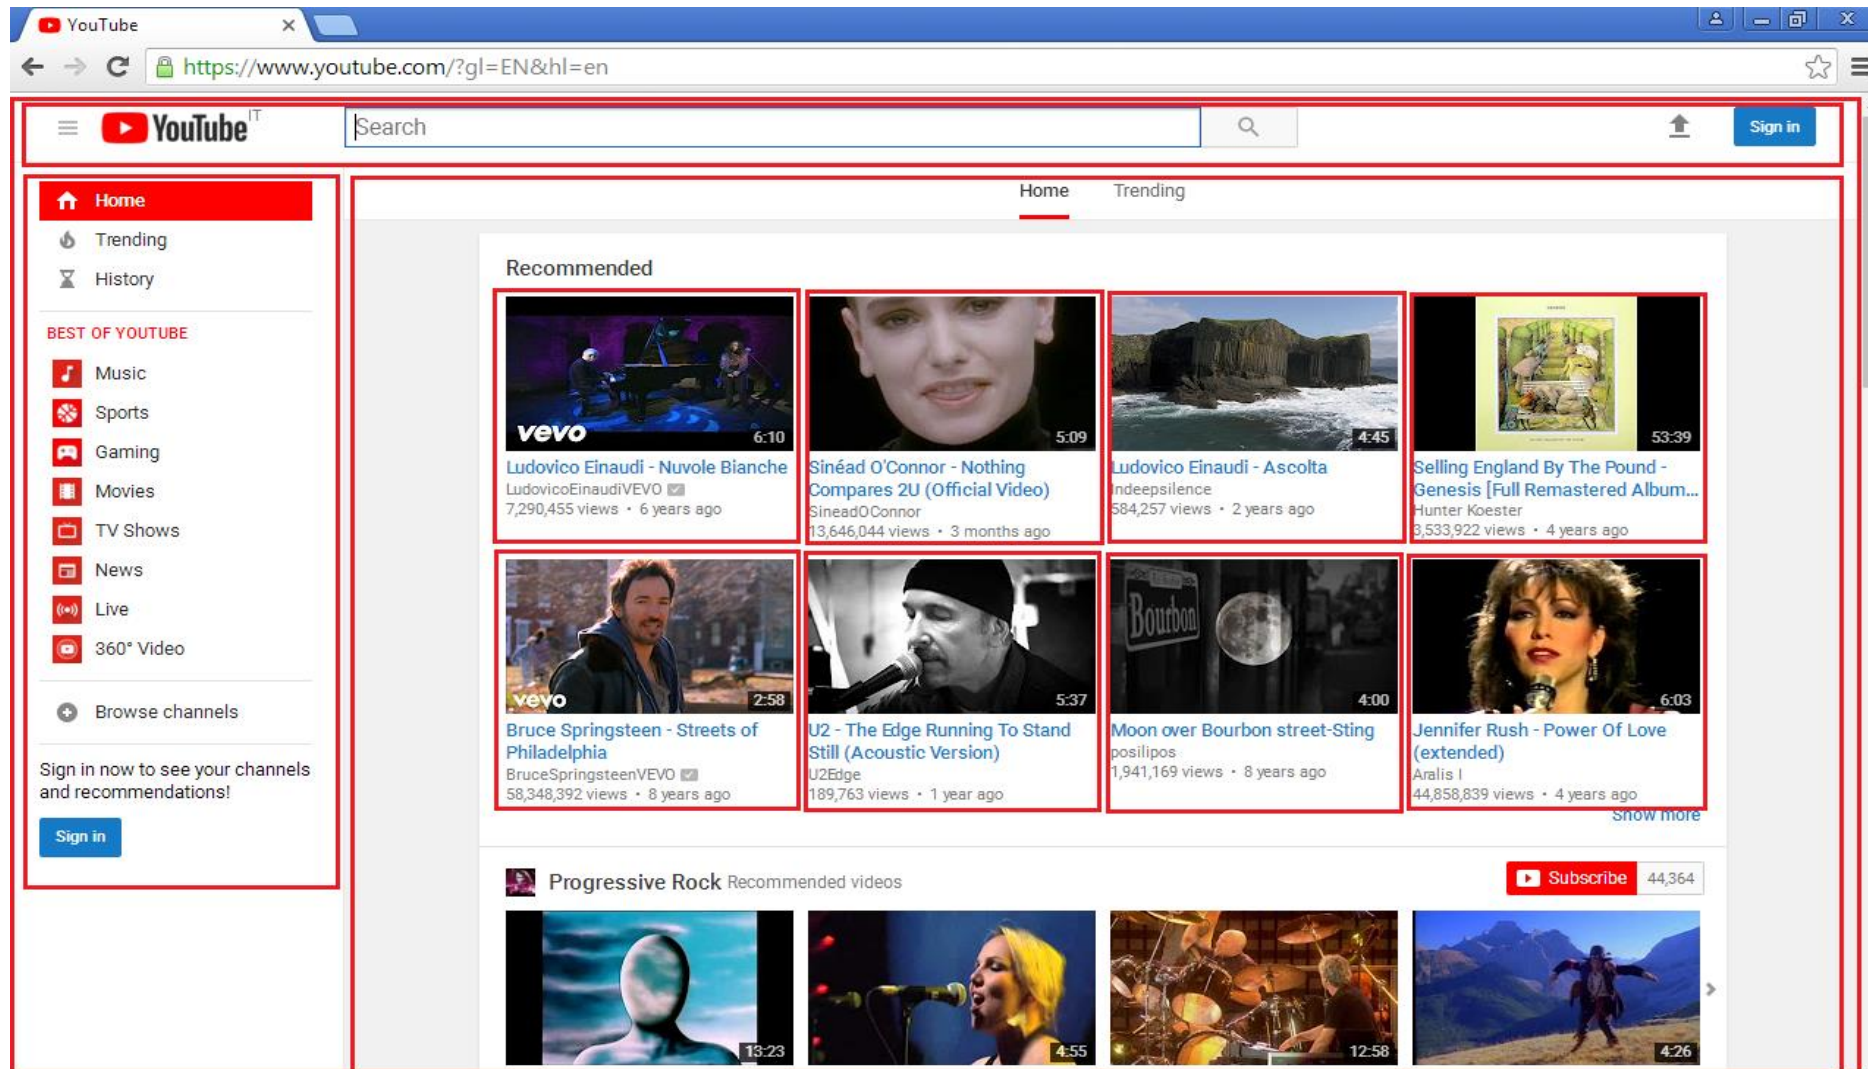 YouTube
https://www.youtube.com/?gl=EN&hl=en
YouTube IT
Search
Sign in
Home
Trending
History
BEST OF YOUTUBE
Music
Sports
Gaming
Movies
TV Shows
News
Live
360° Video
Browse channels
Sign in now to see your channels
and recommendations!
Sign in
Home Trending
Recommended
vevo
6:10
Ludovico Einaudi - Nuvole Bianche
LudovicoEinaudiVEVO
7,290,455 views • 6 years ago
5:09
Sinéad O'Connor - Nothing
Compares 2U (Official Video)
SineadOConnor
13,646,044 views • 3 months ago
4:45
Ludovico Einaudi - Ascolta
Indeepsilence
584,257 views • 2 years ago
53:39
Selling England By The Pound -
Genesis [Full Remastered Album...
Hunter Koester
3,533,922 views • 4 years ago
vevo
2:58
Bruce Springsteen - Streets of
Philadelphia
BruceSpringsteenVEVO
58,348,392 views • 8 years ago
5:37
U2 - The Edge Running To Stand
Still (Acoustic Version)
U2Edge
189,763 views • 1 year ago
Bourbon
4:00
Moon over Bourbon street-Sting
posilipos
1,941,169 views • 8 years ago
6:03
Jennifer Rush - Power Of Love
(extended)
Aralis I
44,858,839 views • 4 years ago
Show more
Progressive Rock Recommended videos
Subscribe 44,364
13:23
4:55
12:58
4:26